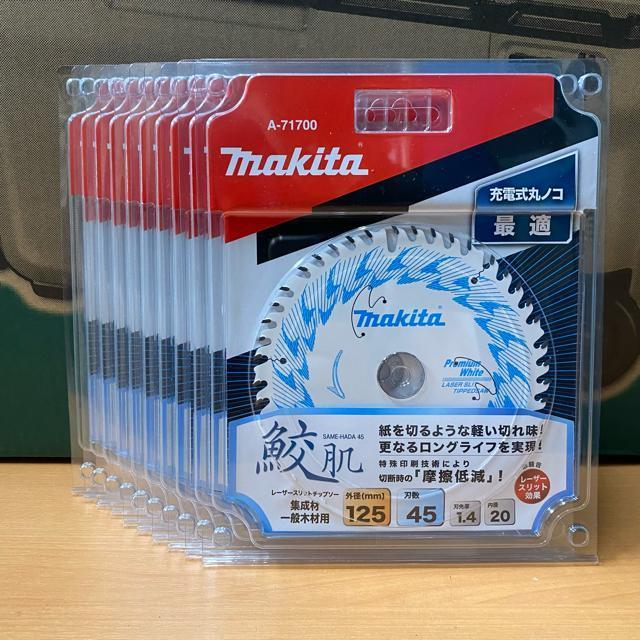 A-71700
makita
充電式丸ノコ
最適
makita
Premium
White
LASER SLIT
TIPPEDSAW
SAME-HADA 45
鮫肌
紙を切るような軽い切れ味!
更なるロングライフを実現!
特殊印刷技術により
切断時の「摩擦低減」!
レーザースリットチップソー
集成材
一般木材用
外径(mm)
125
刃数
45
刃先厚
1.4
内径
20
レーザー
スリット
効果